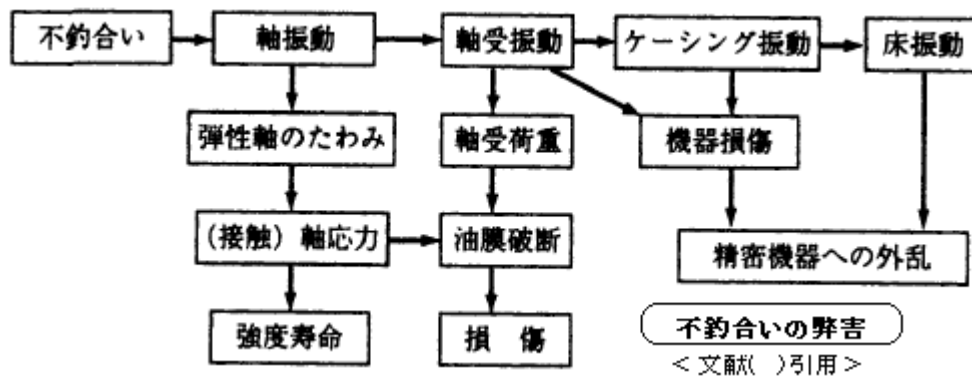 不釣合い
軸振動
軸受振動
ケーシング振動
床振動
弾性軸のたわみ
軸受荷重
機器損傷
(接触)軸応力
油膜破断
精密機器への外乱
強度寿命
損 傷
不釣合いの弊害
<文献( )引用>